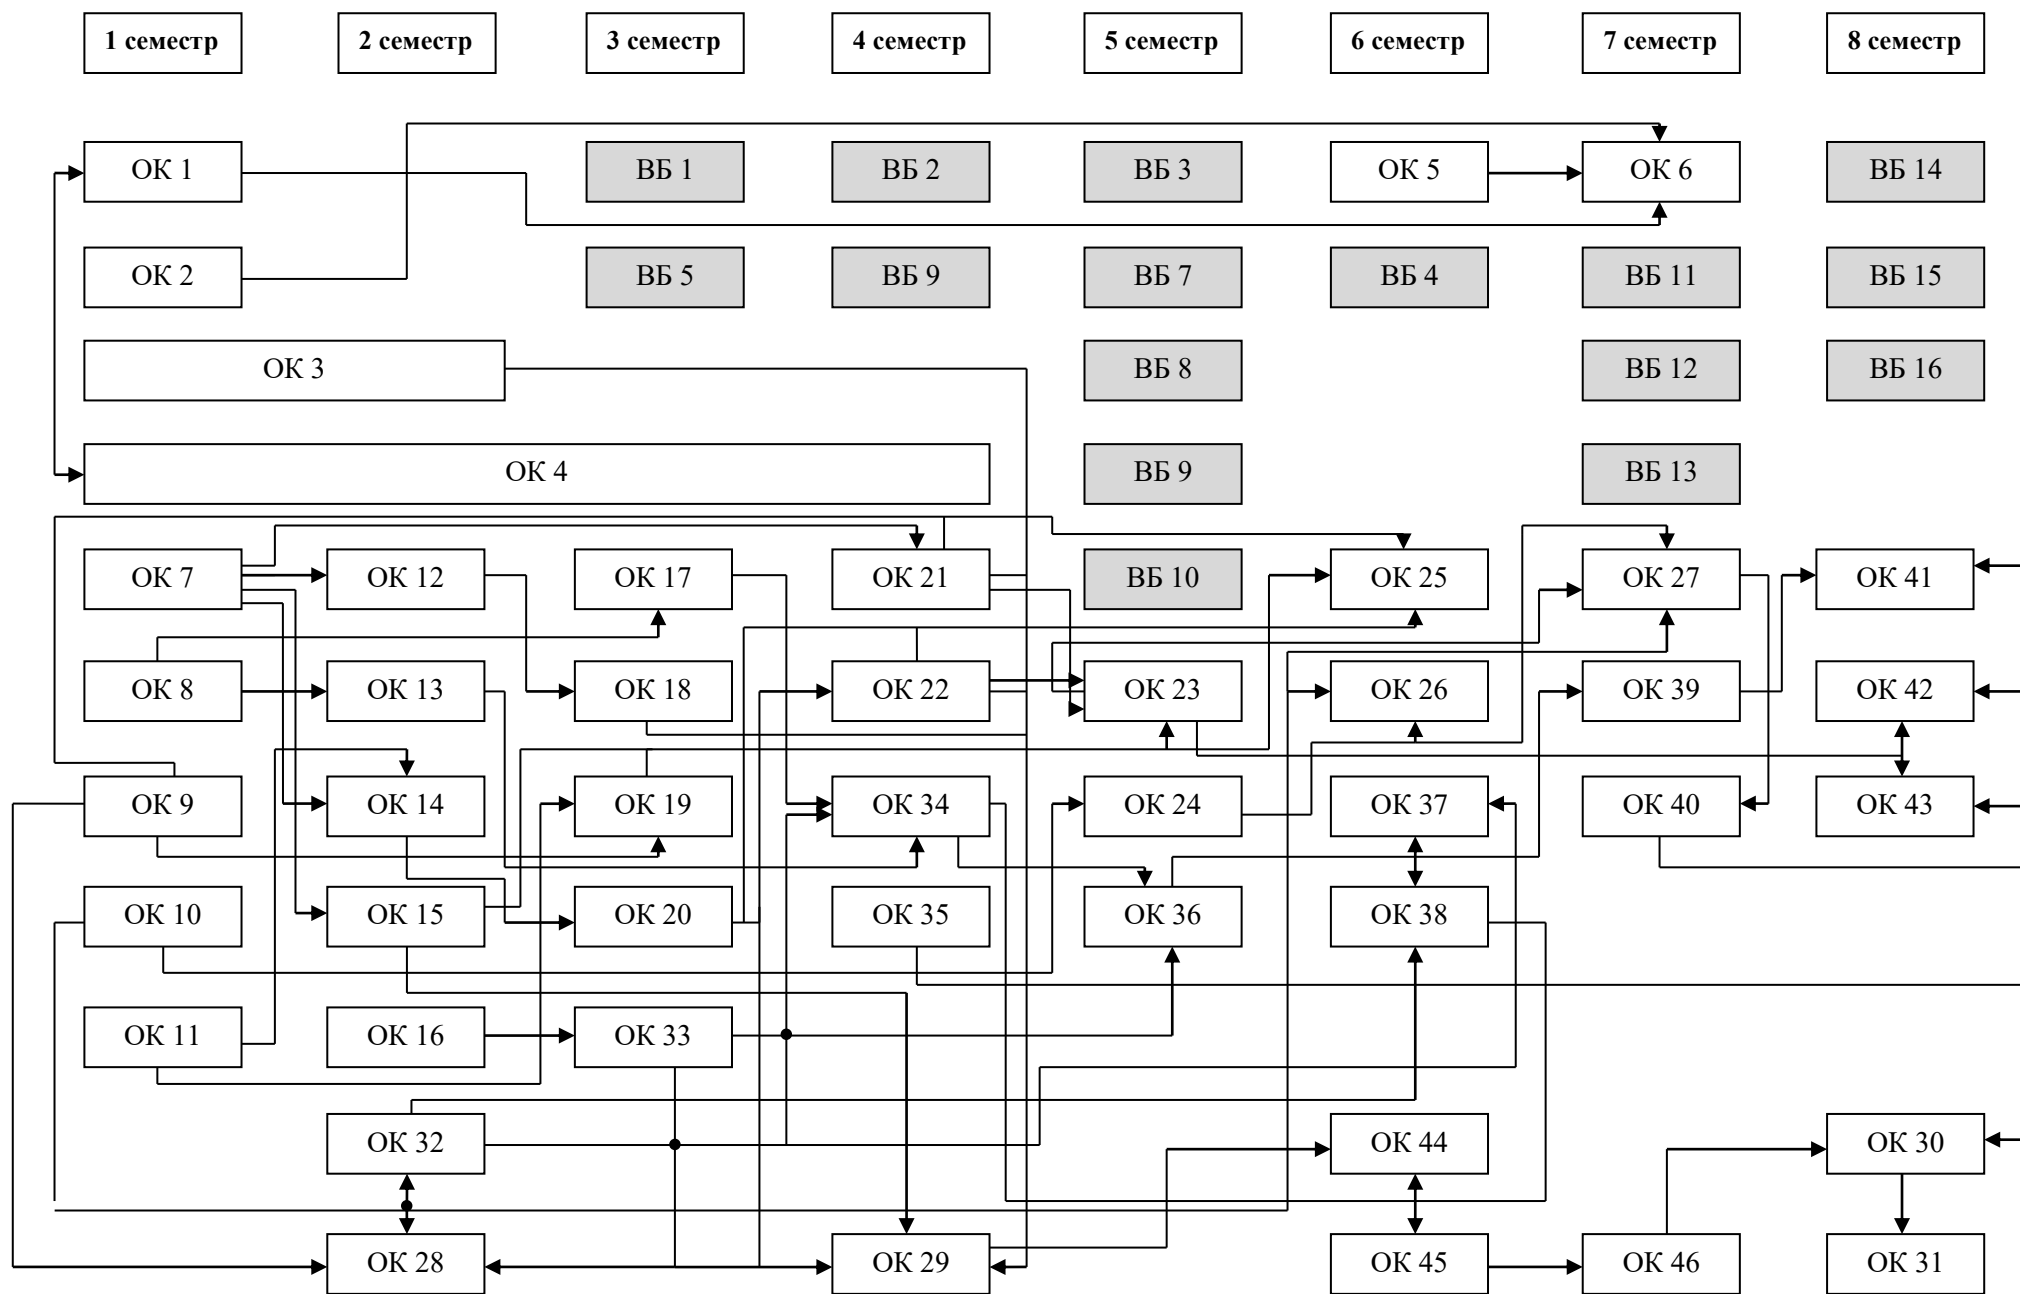 1 семестр 2 семестр 3 семестр 4 семестр 5 семестр 6 семестр 7 семестр 8 семестр
ОК 1 ВБ 1 ВБ 2 ВБ 3 ОК 5 ОК 6 ВБ 14
ОК 2 ВБ 5 ВБ 9 ВБ 7 ВБ 4 ВБ 11 ВБ 15
ОК 3 ВБ 8 ВБ 12 ВБ 16
ОК 4 ВБ 9 ВБ 13
ОК 7 ОК 12 ОК 17 ОК 21 ВБ 10 ОК 25 ОК 27 ОК 41
ОК 8 ОК 13 ОК 18 ОК 22 ОК 23 ОК 26 ОК 39 ОК 42
ОК 9 ОК 14 ОК 19 ОК 34 ОК 24 ОК 37 ОК 40 ОК 43
ОК 10 ОК 15 ОК 20 ОК 35 ОК 36 ОК 38
ОК 11 ОК 16 ОК 33
ОК 32 ОК 44 ОК 30
ОК 28 ОК 29 ОК 45 ОК 46 ОК 31